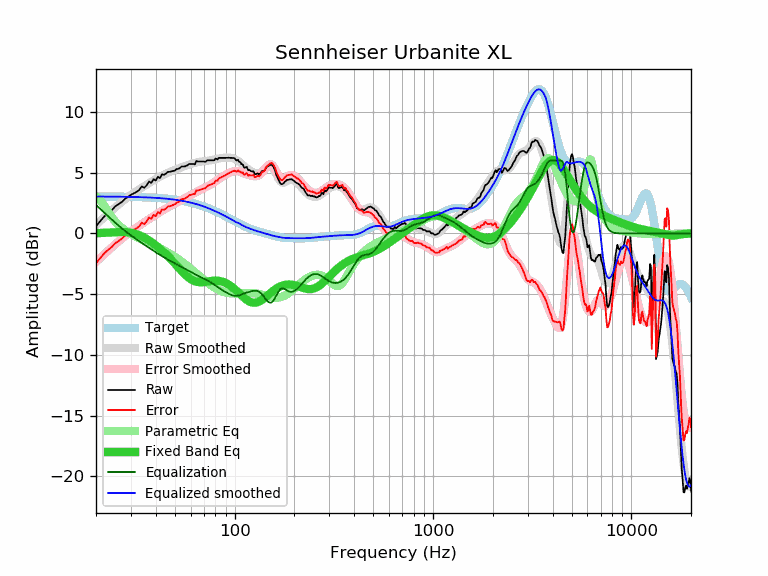 Sennheiser Urbanite XL
10
5
0
−5
−10
−15
−20
Amplitude (dBr)
Target
Raw Smoothed
Error Smoothed
Raw
Error
Parametric Eq
Fixed Band Eq
Equalization
Equalized smoothed
100
1000
10000
Frequency (Hz)